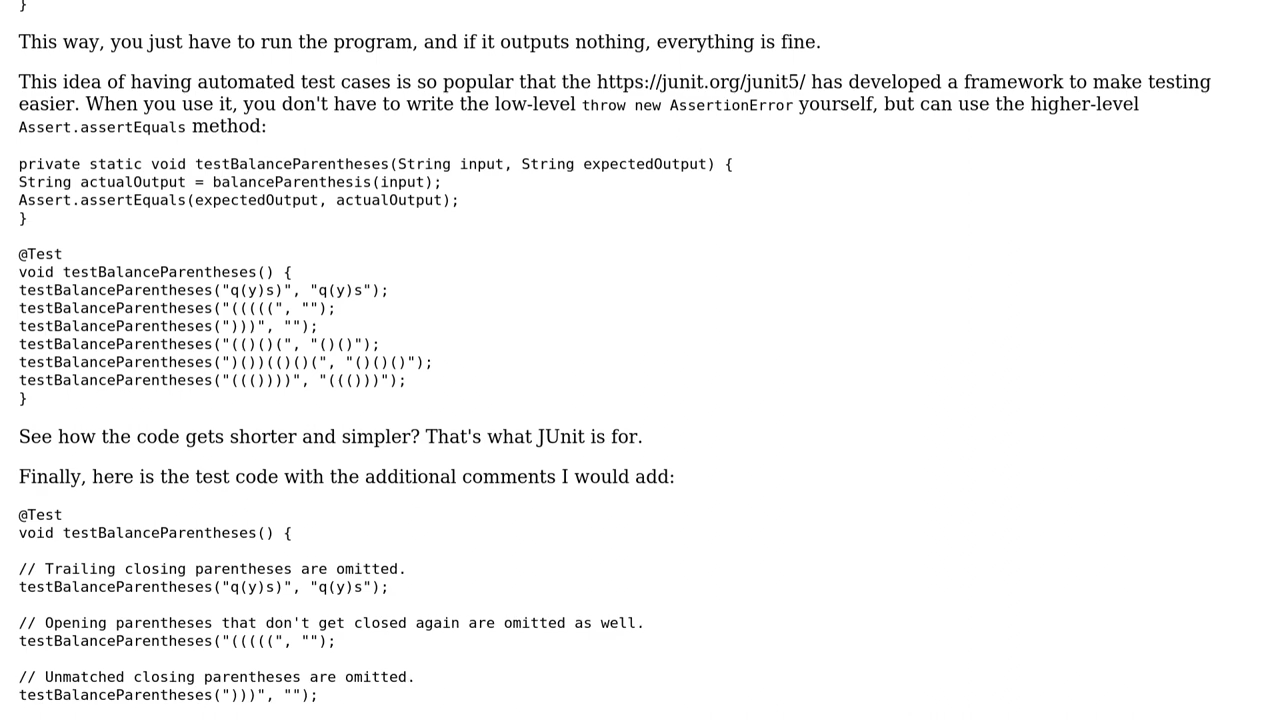 }
This way, you just have to run the program, and if it outputs nothing, everything is fine.
This idea of having automated test cases is so popular that the https://junit.org/junit5/ has developed a framework to make testing
easier. When you use it, you don't have to write the low-level throw new AssertionError yourself, but can use the higher-level
Assert.assertEquals method:
private static void testBalanceParentheses(String input, String expectedOutput) {
String actualOutput = balanceParenthesis(input);
Assert.assertEquals(expectedOutput, actualOutput);
}
@Test
void testBalanceParentheses() {
testBalanceParentheses("q(y)s)", "q(y)s");
testBalanceParentheses("(((((", "");
testBalanceParentheses(")))", "");
testBalanceParentheses("(()()(", "()()");
testBalanceParentheses(")())(()()(", "()()()");
testBalanceParentheses("((())))", "((()))");
}
See how the code gets shorter and simpler? That's what JUnit is for.
Finally, here is the test code with the additional comments I would add:
@Test
void testBalanceParentheses() {
// Trailing closing parentheses are omitted.
testBalanceParentheses("q(y)s)", "q(y)s");
// Opening parentheses that don't get closed again are omitted as well.
testBalanceParentheses("(((((", "");
// Unmatched closing parentheses are omitted.
testBalanceParentheses(")))", "");